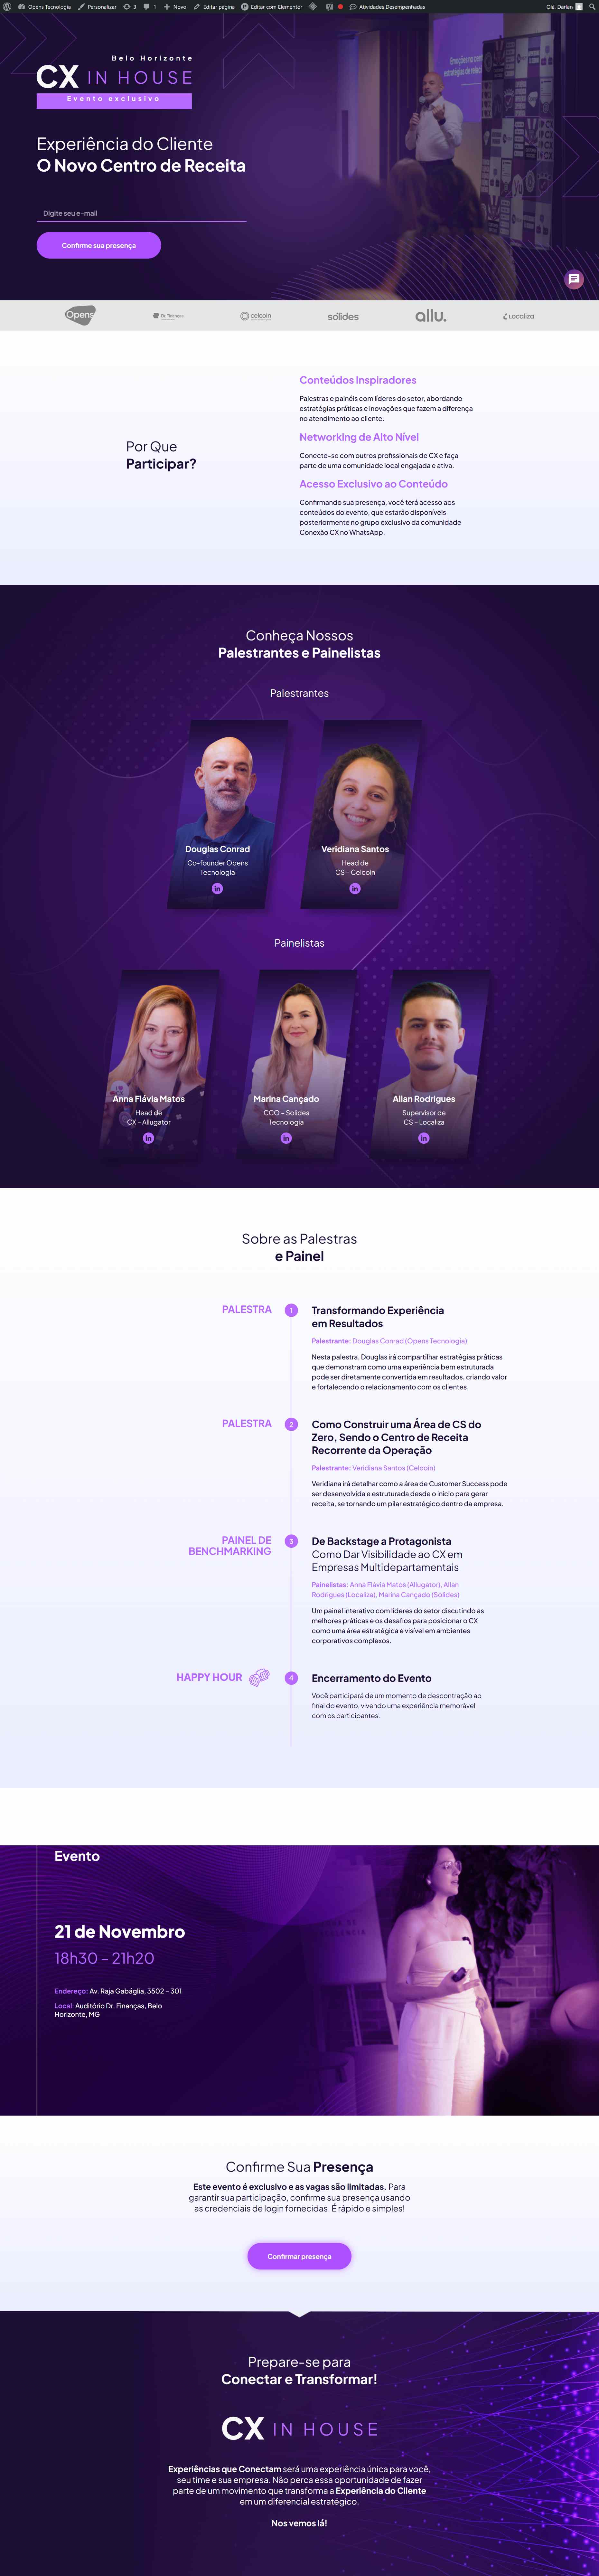 Opens Tecnologia Personalizar 3 1 Novo Editar página Editar com Elementor Atividades Desempenhadas Olá, Darian
Belo Horizonte
CX IN HOUSE
Evento exclusivo
Experiência do Cliente
O Novo Centro de Receita
Digite seu e-mail
Confirme sua presença
Emoções no cent
estratégias de relac
Opens Dr. Finanças celcoin sólides allu. Localiza
Por Que
Participar?
Conteúdos Inspiradores
Palestras e painéis com líderes do setor, abordando
estratégias práticas e inovações que fazem a diferença
no atendimento ao cliente.
Networking de Alto Nível
Conecte-se com outros profissionais de CX e faça
parte de uma comunidade local engajada e ativa.
Acesso Exclusivo ao Conteúdo
Confirmando sua presença, você terá acesso aos
conteúdos do evento, que estarão disponíveis
posteriormente no grupo exclusivo da comunidade
Conexão CX no WhatsApp.
Conheça Nossos
Palestrantes e Painelistas
Palestrantes
Douglas Conrad
Co-founder Opens
Tecnologia
in
Veridiana Santos
Head de
CS – Celcoin
in
Painelistas
Anna Flávia Matos
Head de
CX – Allugator
in
Marina Cançado
CCO – Solides
Tecnologia
in
Allan Rodrigues
Supervisor de
CS – Localiza
in
Sobre as Palestras
e Painel
PALESTRA
1
Transformando Experiência
em Resultados
Palestrante: Douglas Conrad (Opens Tecnologia)
Nesta palestra, Douglas irá compartilhar estratégias práticas
que demonstram como uma experiência bem estruturada
pode ser diretamente convertida em resultados, criando valor
e fortalecendo o relacionamento com os clientes.
PALESTRA
2
Como Construir uma Área de CS do
Zero, Sendo o Centro de Receita
Recorrente da Operação
Palestrante: Veridiana Santos (Celcoin)
Veridiana irá detalhar como a área de Customer Success pode
ser desenvolvida e estruturada desde o início para gerar
receita, se tornando um pilar estratégico dentro da empresa.
PAINEL DE
BENCHMARKING
3
De Backstage a Protagonista
Como Dar Visibilidade ao CX em
Empresas Multidepartamentais
Painelistas: Anna Flávia Matos (Allugator), Allan
Rodrigues (Localiza), Marina Cançado (Solides)
Um painel interativo com líderes do setor discutindo as
melhores práticas e os desafios para posicionar o CX
como uma área estratégica e visível em ambientes
corporativos complexos.
HAPPY HOUR
4
Encerramento do Evento
Você participará de um momento de descontração ao
final do evento, vivendo uma experiência memorável
com os participantes.
Evento
21 de Novembro
18h30 – 21h20
Endereço: Av. Raja Gabáglia, 3502 – 301
Local: Auditório Dr. Finanças, Belo
Horizonte, MG
Confirme Sua Presença
Este evento é exclusivo e as vagas são limitadas. Para
garantir sua participação, confirme sua presença usando
as credenciais de login fornecidas. É rápido e simples!
Confirmar presença
Prepare-se para
Conectar e Transformar!
CX IN HOUSE
Experiências que Conectam será uma experiência única para você,
seu time e sua empresa. Não perca essa oportunidade de fazer
parte de um movimento que transforma a Experiência do Cliente
em um diferencial estratégico.
Nos vemos lá!